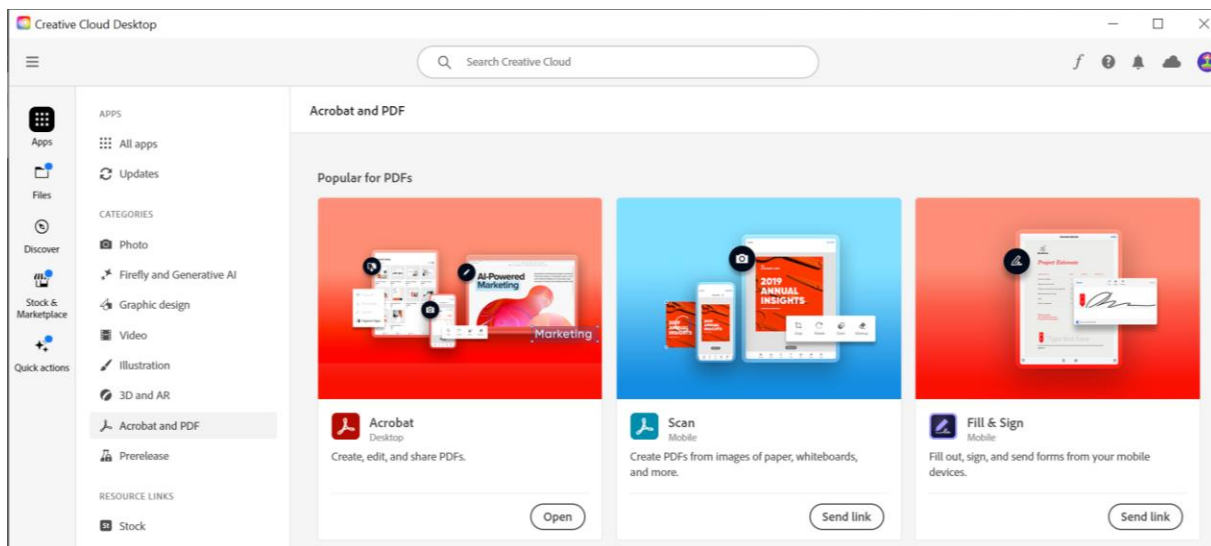 Creative Cloud Desktop
Search Creative Cloud
Apps
Files
Discover
Stock &
Marketplace
Quick actions
APPS
All apps
Updates
CATEGORIES
Photo
Firefly and Generative AI
Graphic design
Video
Illustration
3D and AR
Acrobat and PDF
Prerelease
RESOURCE LINKS
St
Stock
Acrobat and PDF
Popular for PDFs
AI-Powered
Marketing
Marketing
Acrobat
Desktop
Create, edit, and share PDFs.
Open
2019
ANNUAL
INSIGHTS
Scan
Mobile
Create PDFs from images of paper, whiteboards,
and more.
Send link
Project Estimate
Type text here
Fill & Sign
Mobile
Fill out, sign, and send forms from your mobile
devices.
Send link